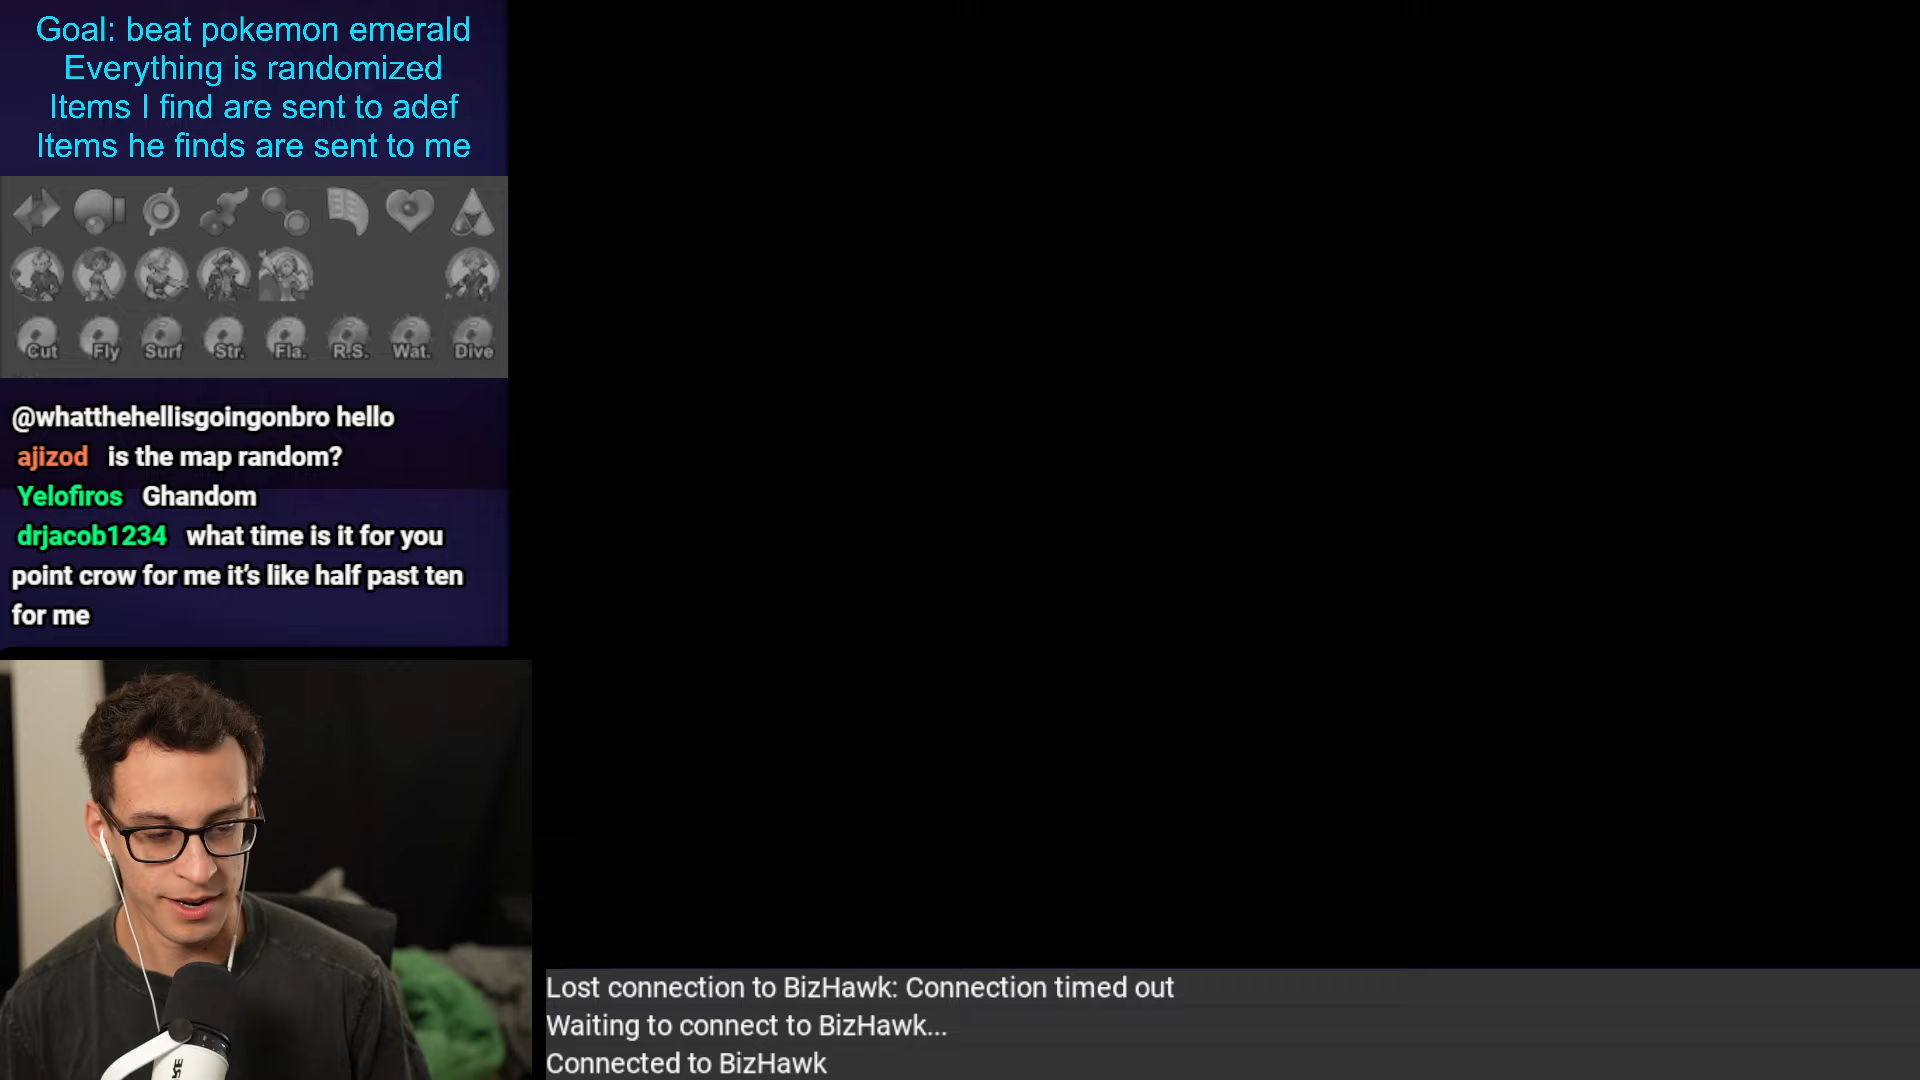 Goal: beat pokemon emerald
Everything is randomized
Items I find are sent to adef
Items he finds are sent to me
Cut Fly Surf Str. Fla. R.S. Wat. Dive
@whatthehellisgoingonbro hello
ajizod is the map random?
Yelofiros Ghandom
drjacob1234 what time is it for you
point crow for me it's like half past ten
for me
Lost connection to BizHawk: Connection timed out
Waiting to connect to BizHawk...
Connected to BizHawk